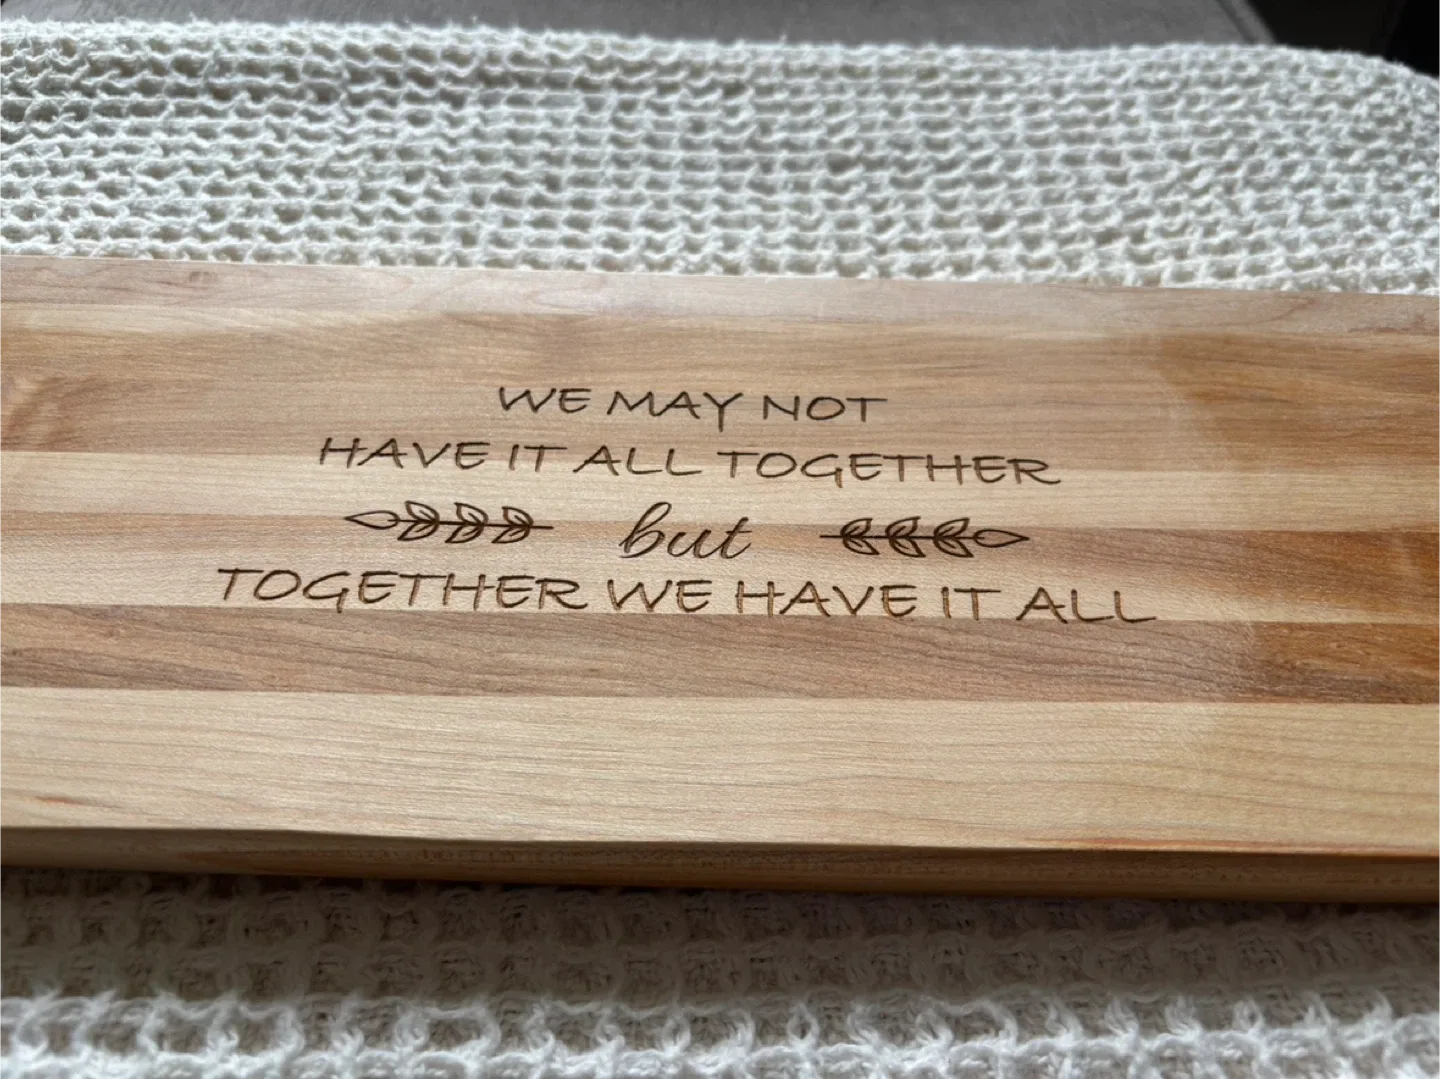 WE MAY NOT
HAVE IT ALL TOGETHER
but
TOGETHER WE HAVE IT ALL